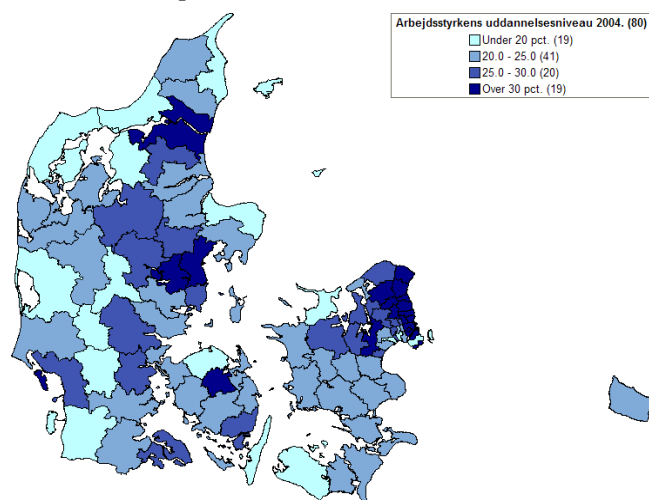 Arbejdsstyrkens uddannelsesniveau 2004. (80)
Under 20 pct. (19)
20.0 - 25.0 (41)
25.0 - 30.0 (20)
Over 30 pct. (19)